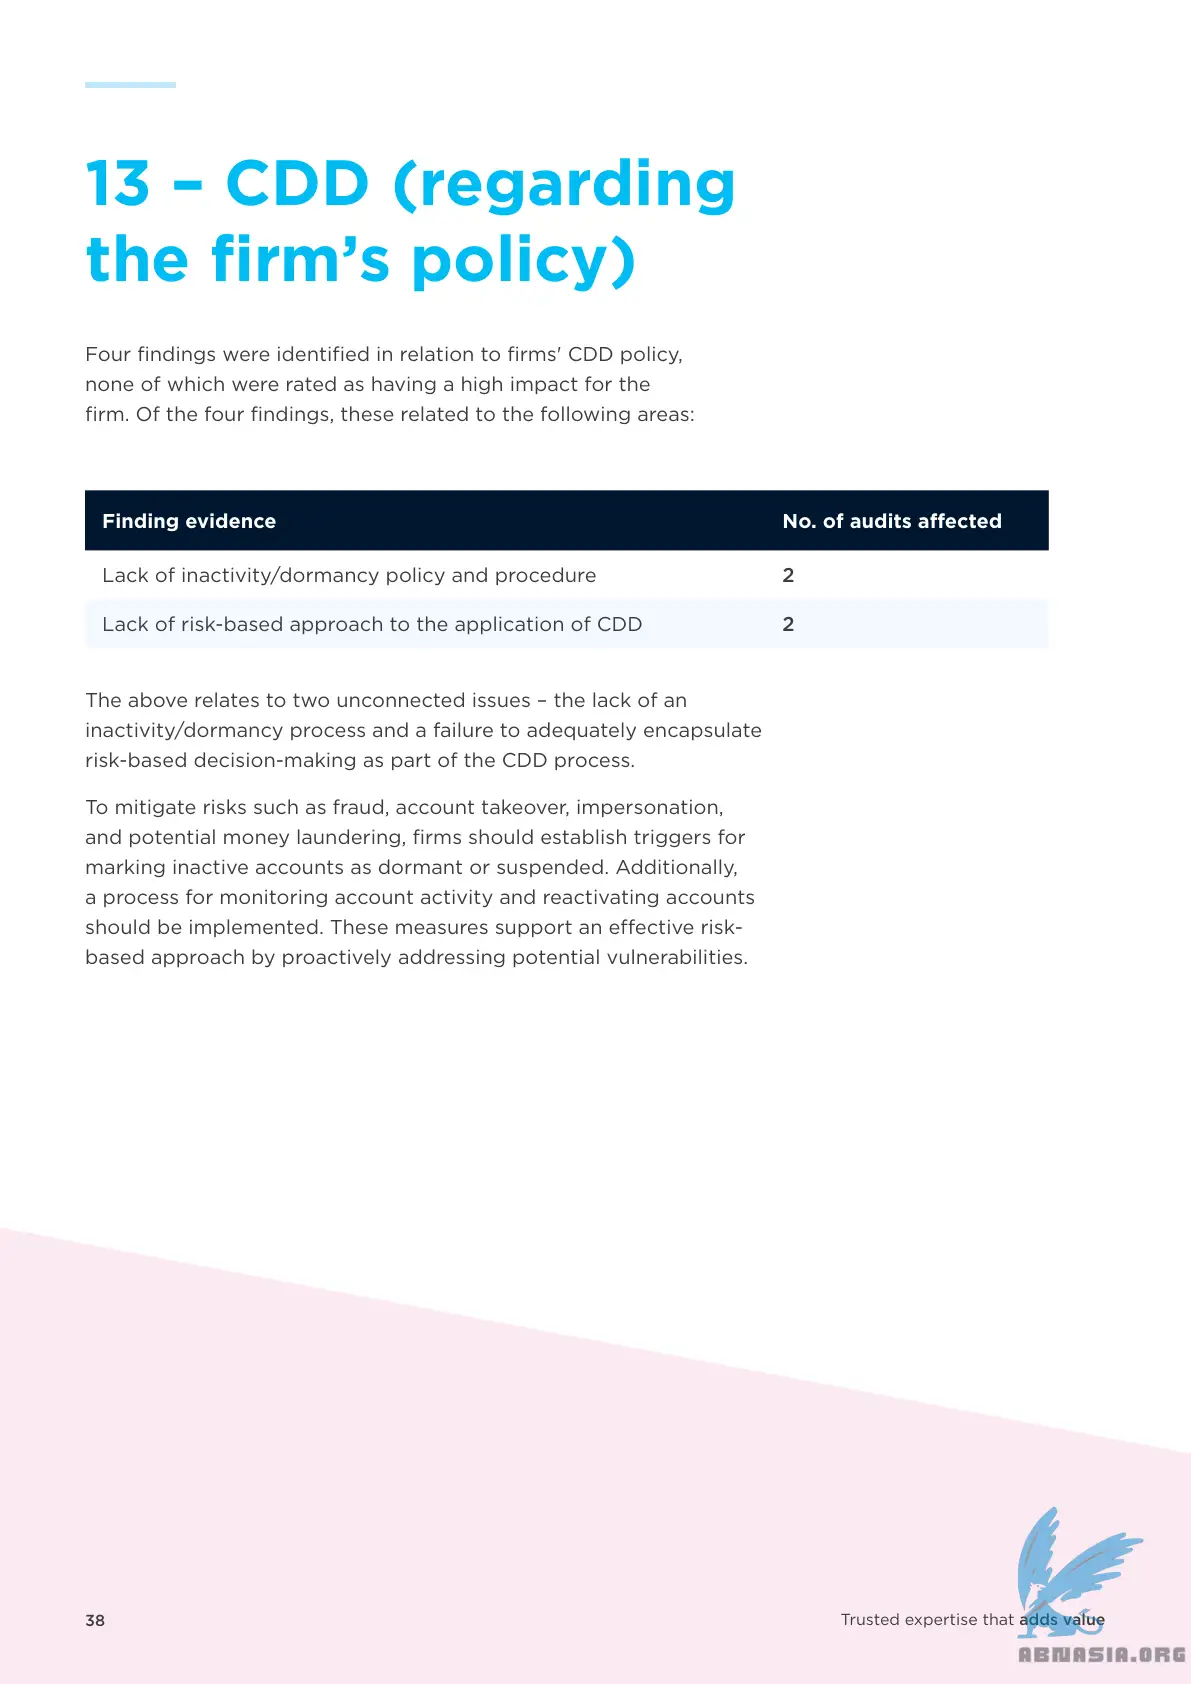 13 – CDD (regarding
the firm’s policy)
Four findings were identified in relation to firms' CDD policy,
none of which were rated as having a high impact for the
firm. Of the four findings, these related to the following areas:
Finding evidence No. of audits affected
Lack of inactivity/dormancy policy and procedure 2
Lack of risk-based approach to the application of CDD 2
The above relates to two unconnected issues – the lack of an
inactivity/dormancy process and a failure to adequately encapsulate
risk-based decision-making as part of the CDD process.
To mitigate risks such as fraud, account takeover, impersonation,
and potential money laundering, firms should establish triggers for
marking inactive accounts as dormant or suspended. Additionally,
a process for monitoring account activity and reactivating accounts
should be implemented. These measures support an effective risk-
based approach by proactively addressing potential vulnerabilities.
38 Trusted expertise that adds value
ABNASIA.ORG